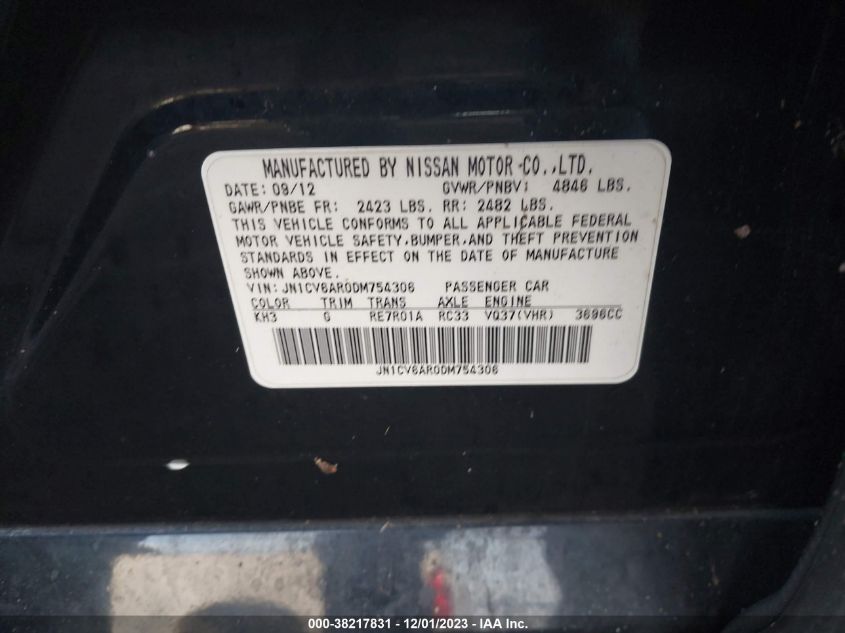 MANUFACTURED BY NISSAN MOTOR CO.,LTD.
DATE: 09/12 GVWR/PNBV: 4846 LBS.
GAWR/PNBE FR: 2423 LBS. RR: 2482 LBS.
THIS VEHICLE CONFORMS TO ALL APPLICABLE FEDERAL
MOTOR VEHICLE SAFETY,BUMPER,AND THEFT PREVENTION
STANDARDS IN EFFECT ON THE DATE OF MANUFACTURE
SHOWN ABOVE.
VIN: JN1CV6AR0DM754306 PASSENGER CAR
COLOR TRIM TRANS AXLE ENGINE
KH3 G RE7R01A RC33 VQ37(VHR) 3696CC
JN1CV6AR0DM754306
000-38217831 - 12/01/2023 - IAA Inc.